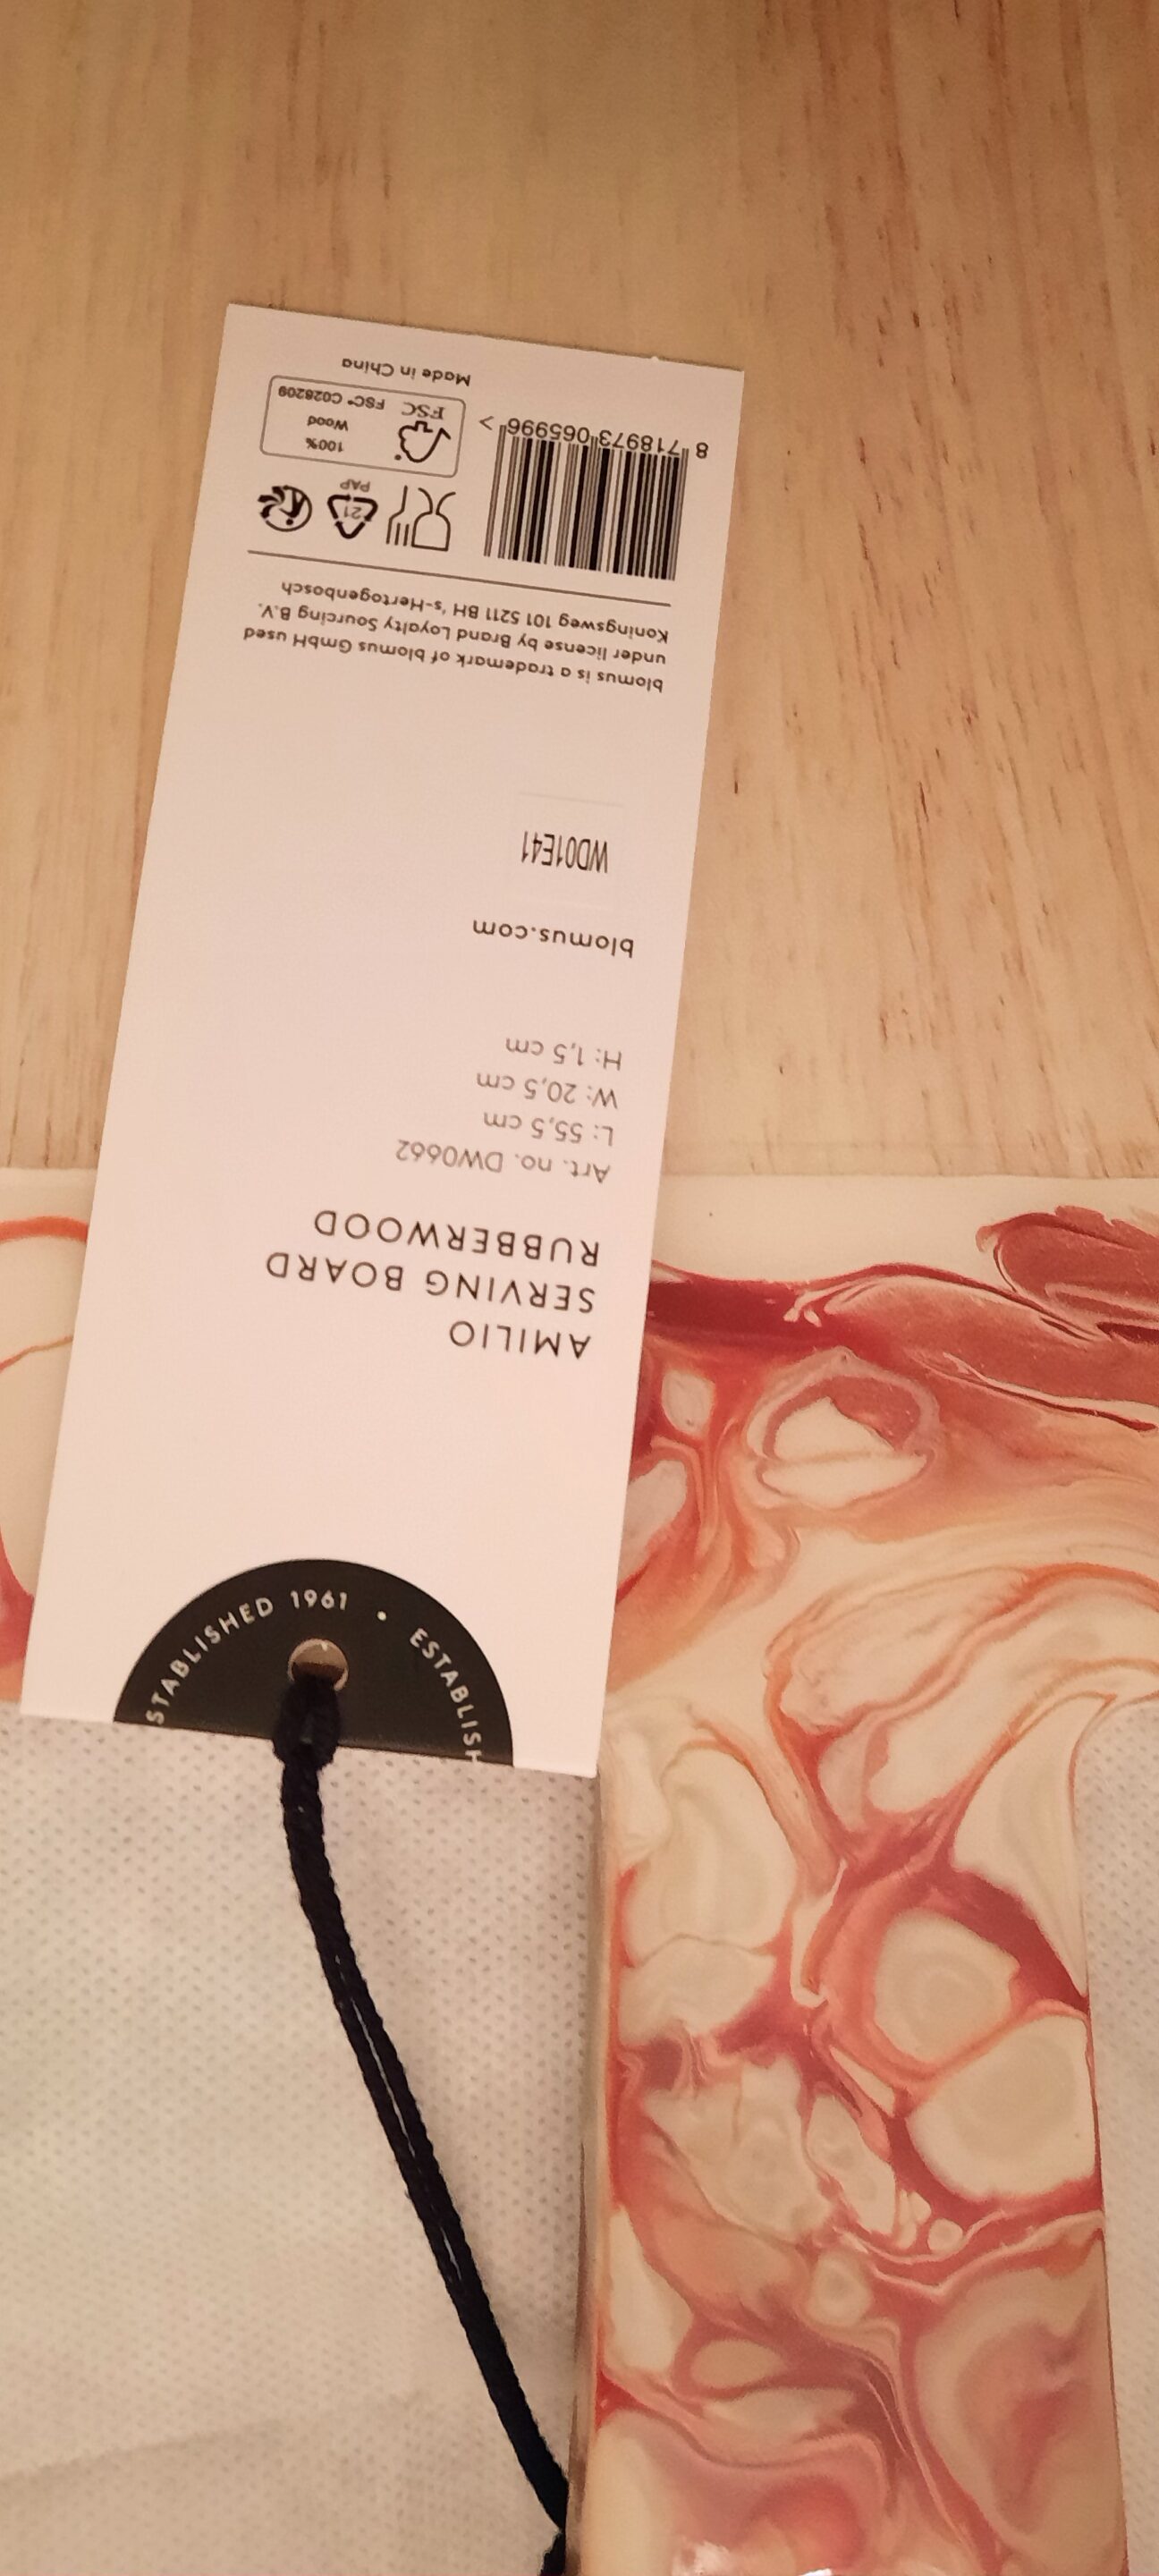 STABLISHED 1961 • ESTABLISH
AMILIO
SERVING BOARD
RUBBERWOOD
Art. no. DW0662
L: 55,5 cm
W: 20,5 cm
H: 1,5 cm
blomus.com
WD01E41
blomus is a trademark of blomus GmbH used
under license by Brand Loyalty Sourcing B.V.
Koningsweg 101 5211 BH 's-Hertogenbosch
8 718973 065996 >
21
PAP
100%
Wood
FSC
FSC® C028209
Made in China